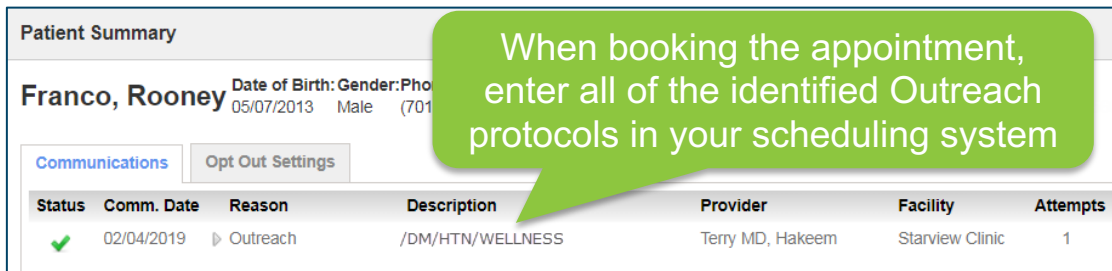 Patient Summary
When booking the appointment,
enter all of the identified Outreach
protocols in your scheduling system
Franco, Rooney Date of Birth: Gender:Pho
05/07/2013 Male (701
Communications Opt Out Settings
Status Comm. Date Reason Description Provider Facility Attempts
02/04/2019 Outreach /DM/HTN/WELLNESS Terry MD, Hakeem Starview Clinic 1